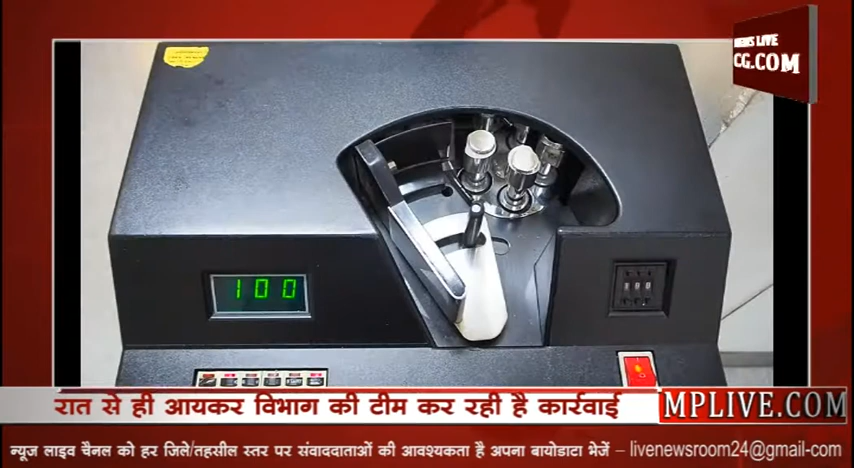 NEWS LIVE
CG.COM
100
100
रात से ही आयकर विभाग की टीम कर रही है कार्रवाई
MPLIVE.COM
न्यूज लाइव चैनल को हर जिले/तहसील स्तर पर संवाददाताओं की आवश्यकता है अपना बायोडाटा भेजें – livenewsroom24@gmail-com